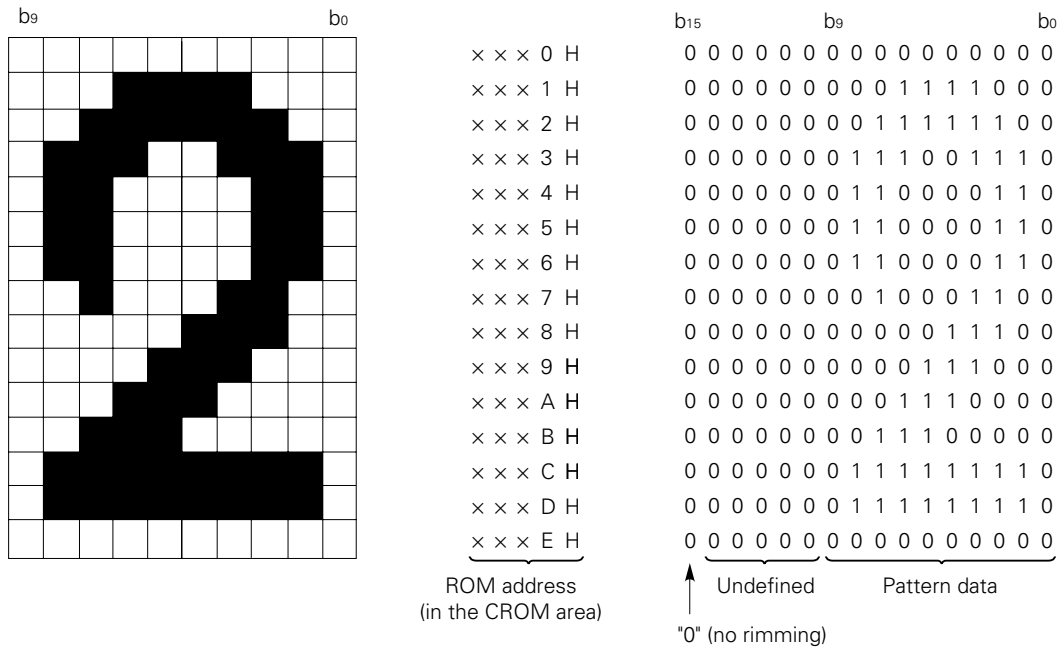 b9 b0 b15 b9 b0
× × × 0 H 0 0 0 0 0 0 0 0 0 0 0 0 0 0 0 0
× × × 1 H 0 0 0 0 0 0 0 0 0 1 1 1 1 0 0 0
× × × 2 H 0 0 0 0 0 0 0 0 1 1 1 1 1 1 0 0
× × × 3 H 0 0 0 0 0 0 0 1 1 1 0 0 1 1 1 0
× × × 4 H 0 0 0 0 0 0 0 1 1 0 0 0 0 1 1 0
× × × 5 H 0 0 0 0 0 0 0 1 1 0 0 0 0 1 1 0
× × × 6 H 0 0 0 0 0 0 0 1 1 0 0 0 0 1 1 0
× × × 7 H 0 0 0 0 0 0 0 0 1 0 0 0 1 1 0 0
× × × 8 H 0 0 0 0 0 0 0 0 0 0 0 1 1 1 0 0
× × × 9 H 0 0 0 0 0 0 0 0 0 0 1 1 1 0 0 0
× × × A H 0 0 0 0 0 0 0 0 0 1 1 1 0 0 0 0
× × × B H 0 0 0 0 0 0 0 0 1 1 1 0 0 0 0 0
× × × C H 0 0 0 0 0 0 0 1 1 1 1 1 1 1 1 0
× × × D H 0 0 0 0 0 0 0 1 1 1 1 1 1 1 1 0
× × × E H 0 0 0 0 0 0 0 0 0 0 0 0 0 0 0 0
ROM address Undefined Pattern data
(in the CROM area)
"0" (no rimming)